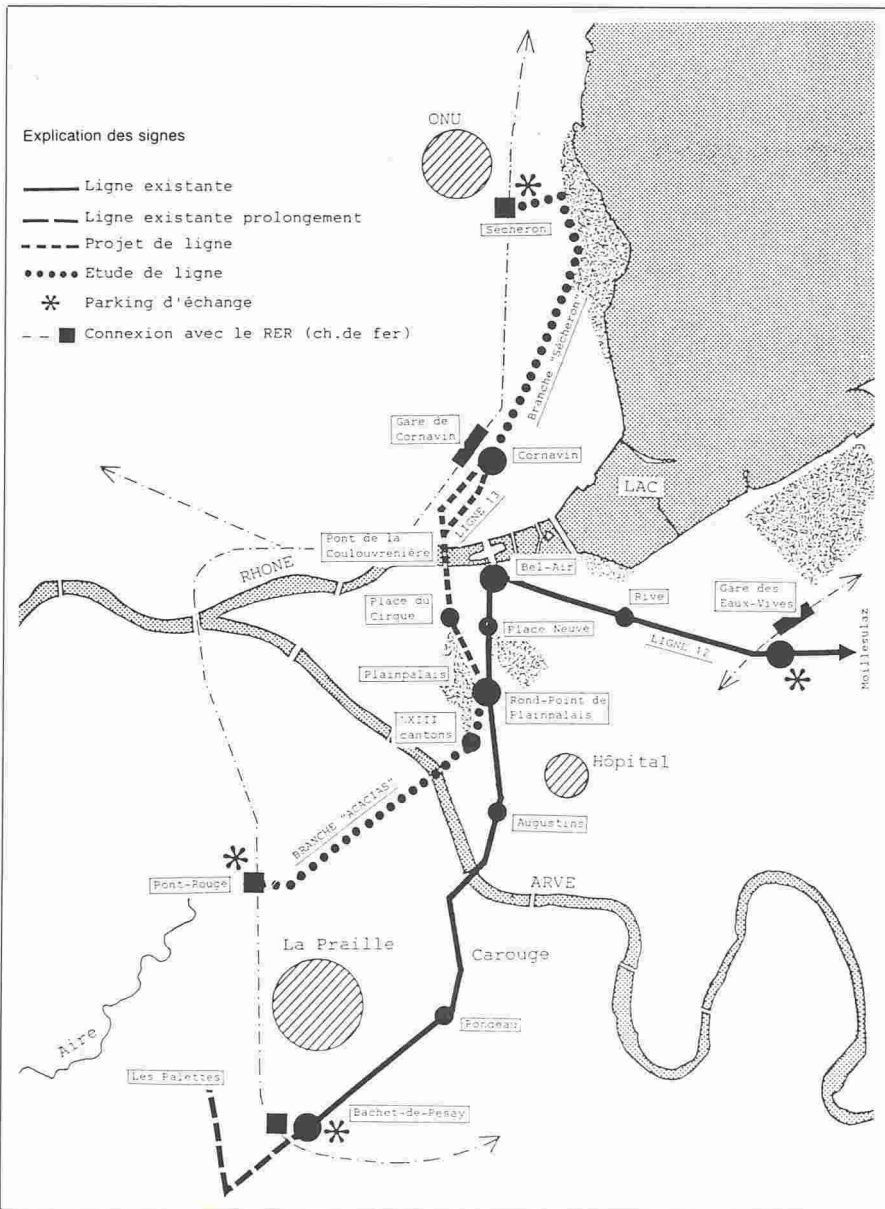 Explication des signes
Ligne existante
Ligne existante prolongement
Projet de ligne
Etude de ligne
Parking d'échange
Connexion avec le RER (ch.de fer)
ONU
Sécheron
Branche "Sécheron"
Gare de
Cornavin
Cornavin
LIGNE 13
LAC
Pont de la
Coulouvrenière
RHONE
Bel-Air
Place du
Cirque
Rive
Gare des
Eaux-Vives
Place Neuve
LIGNE 12
Moillesulaz
Plainpalais
Rond-Point de
Plainpalais
XXIII
cantons
Hôpital
BRANCHE "ACACIAS"
Augustins
Pont-Rouge
ARVE
La Praille
Carouge
Aire
Rondeau
Les Palettes
Bachet-de-Pesay